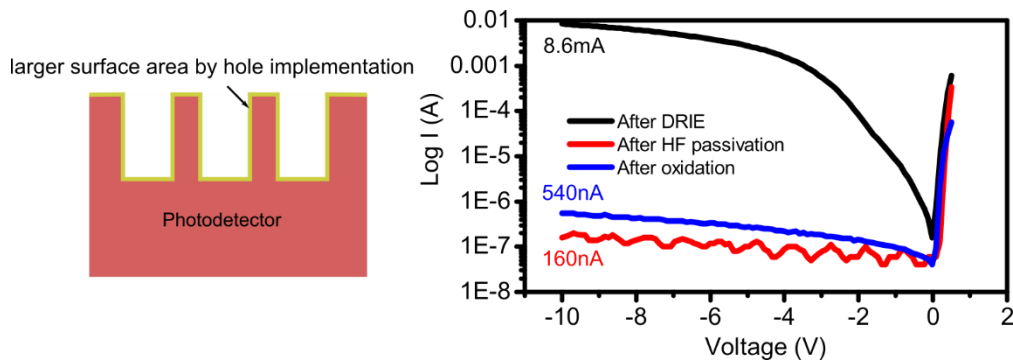 larger surface area by hole implementation
Photodetector
Log I (A)
0.01
0.001
1E-4
1E-5
1E-6
1E-7
1E-8
8.6mA
After DRIE
After HF passivation
After oxidation
540nA
160nA
-10
-8
-6
-4
-2
0
2
Voltage (V)